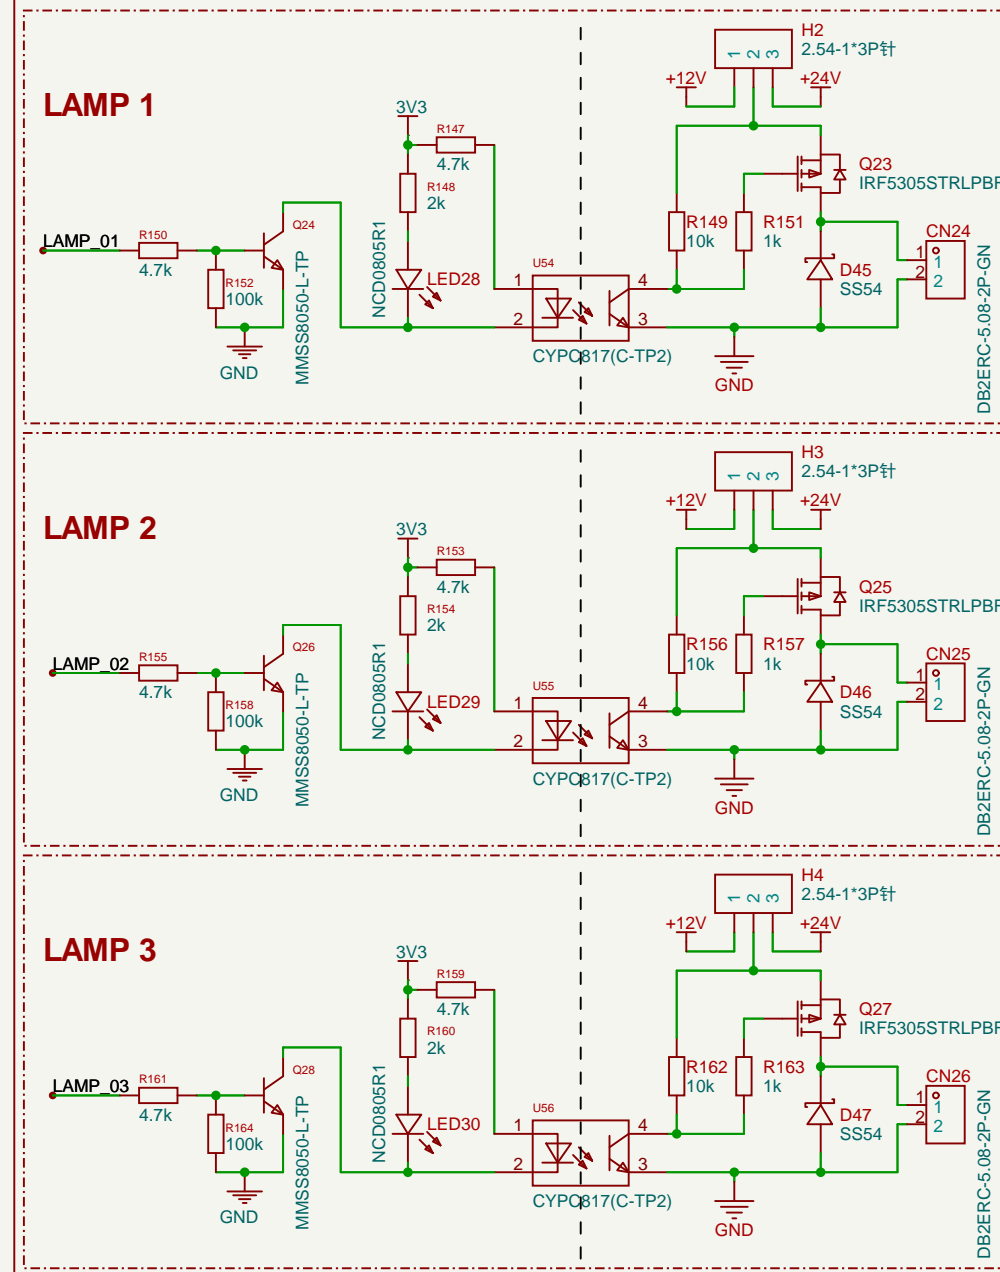 LAMP 1
H2
2.54-1*3P针
1 2 3
+12V
+24V
3V3
R147
4.7k
R148
2k
NCD0805R1
LED28
LAMP_01
R150
4.7k
R152
100k
Q24
MMSS8050-L-TP
GND
U54
1
2
4
3
CYPC817(C-TP2)
R149
10k
R151
1k
Q23
IRF5305STRLPBF
D45
SS54
CN24
1
2
1
2
DB2ERC-5.08-2P-GN
GND
LAMP 2
H3
2.54-1*3P针
1 2 3
+12V
+24V
3V3
R153
4.7k
R154
2k
NCD0805R1
LED29
LAMP_02
R155
4.7k
R158
100k
Q26
MMSS8050-L-TP
GND
U55
1
2
4
3
CYPC817(C-TP2)
R156
10k
R157
1k
Q25
IRF5305STRLPBF
D46
SS54
CN25
1
2
1
2
DB2ERC-5.08-2P-GN
GND
LAMP 3
H4
2.54-1*3P针
1 2 3
+12V
+24V
3V3
R159
4.7k
R160
2k
NCD0805R1
LED30
LAMP_03
R161
4.7k
R164
100k
Q28
MMSS8050-L-TP
GND
U56
1
2
4
3
CYPC817(C-TP2)
R162
10k
R163
1k
Q27
IRF5305STRLPBF
D47
SS54
CN26
1
2
1
2
DB2ERC-5.08-2P-GN
GND